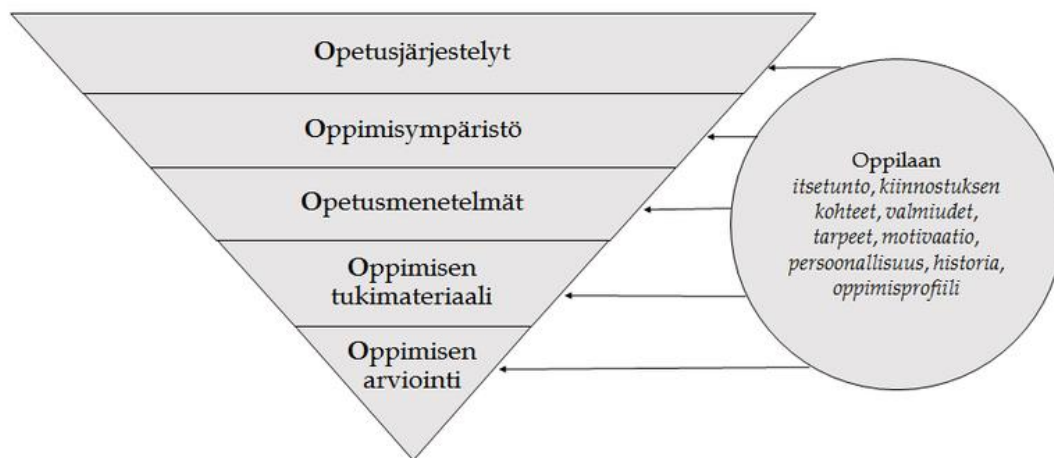 Opetusjärjestelyt
Oppimisympäristö
Opetusmenetelmät
Oppimisen
tukimateriaali
Oppimisen
arviointi
Oppilaan
itsetunto, kiinnostuksen
kohteet, valmiudet,
tarpeet, motivaatio,
persoonallisuus, historia,
oppimisprofiili